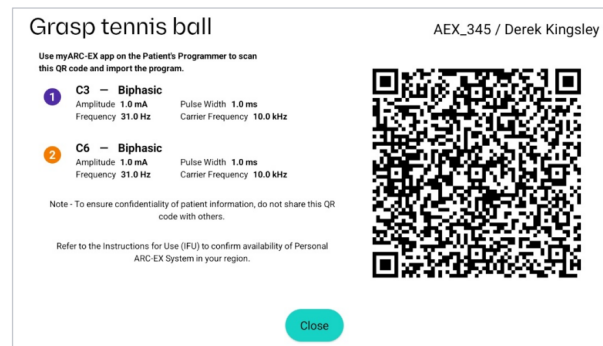 Grasp tennis ball
AEX_345 / Derek Kingsley
Use myARC-EX app on the Patient's Programmer to scan
this QR code and import the program.
1
C3 — Biphasic
Amplitude 1.0 mA Pulse Width 1.0 ms
Frequency 31.0 Hz Carrier Frequency 10.0 kHz
2
C6 — Biphasic
Amplitude 1.0 mA Pulse Width 1.0 ms
Frequency 31.0 Hz Carrier Frequency 10.0 kHz
Note - To ensure confidentiality of patient information, do not share this QR
code with others.
Refer to the Instructions for Use (IFU) to confirm availability of Personal
ARC-EX System in your region.
Close